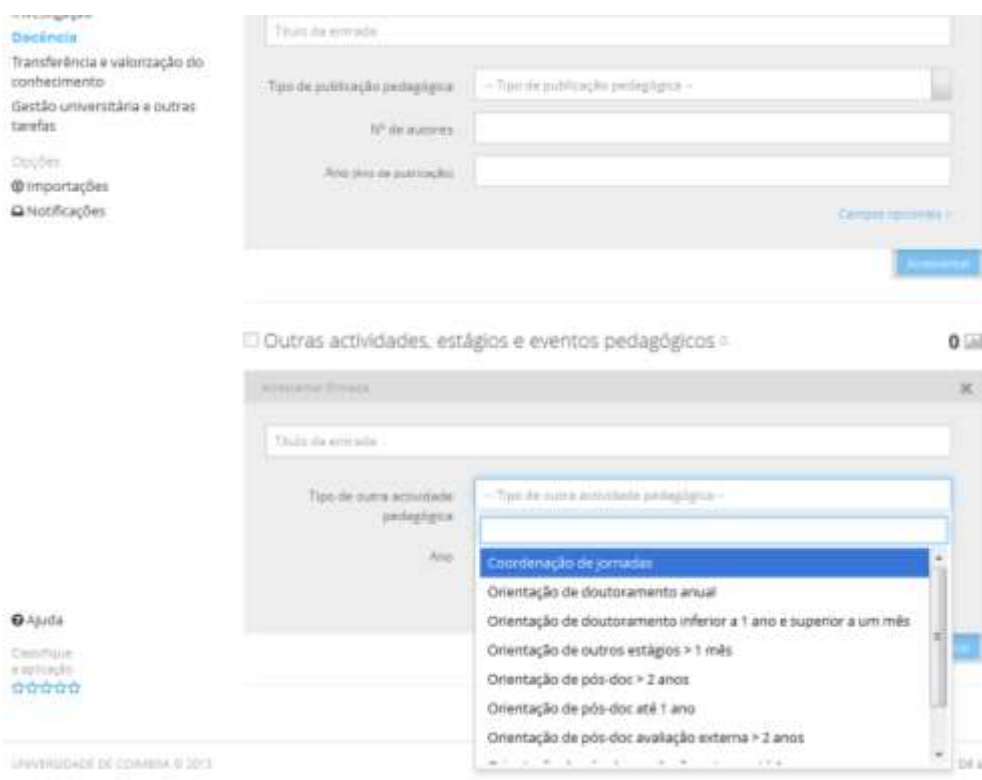 Docência
Transferência e valorização do
conhecimento
Gestão universitária e outras
tarefas
Opções
Importações
Notificações
Ajuda
Classifique
a aplicação
Título da entrada
Tipo de publicação pedagógica
-- Tipo de publicação pedagógica --
Nº de autores
Ano (Ano de publicação)
Campos opcionais
Acrescentar
Outras actividades, estágios e eventos pedagógicos
0
Acrescentar Entrada
Título da entrada
Tipo de outra actividade
pedagógica
-- Tipo de outra actividade pedagógica --
Ano
Coordenação de jornadas
Orientação de doutoramento anual
Orientação de doutoramento inferior a 1 ano e superior a um mês
Orientação de outros estágios > 1 mês
Orientação de pós-doc > 2 anos
Orientação de pós-doc até 1 ano
Orientação de pós-doc avaliação externa > 2 anos
UNIVERSIDADE DE COIMBRA © 2013